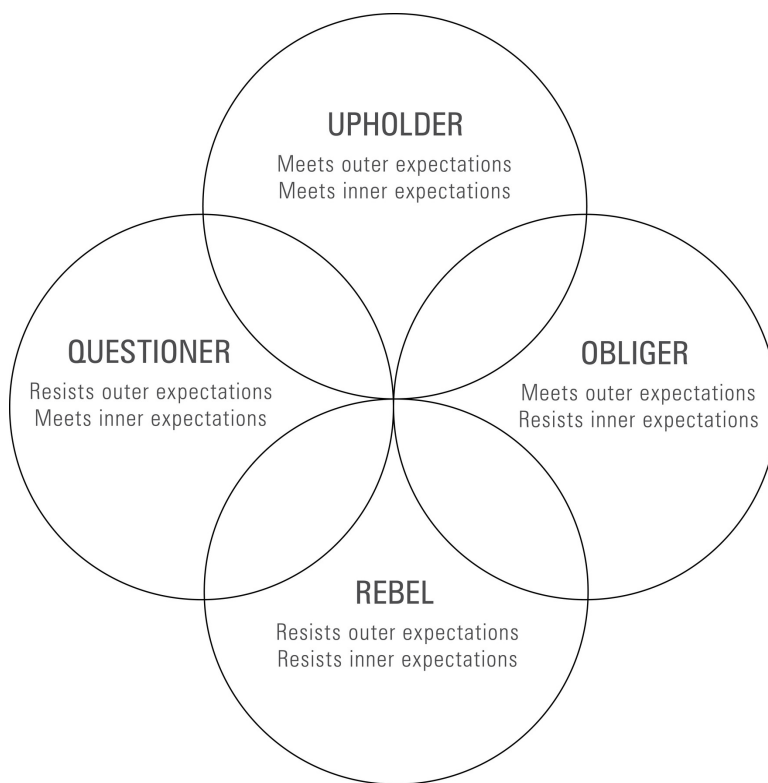 UPHOLDER
Meets outer expectations
Meets inner expectations
QUESTIONER
Resists outer expectations
Meets inner expectations
OBLIGER
Meets outer expectations
Resists inner expectations
REBEL
Resists outer expectations
Resists inner expectations